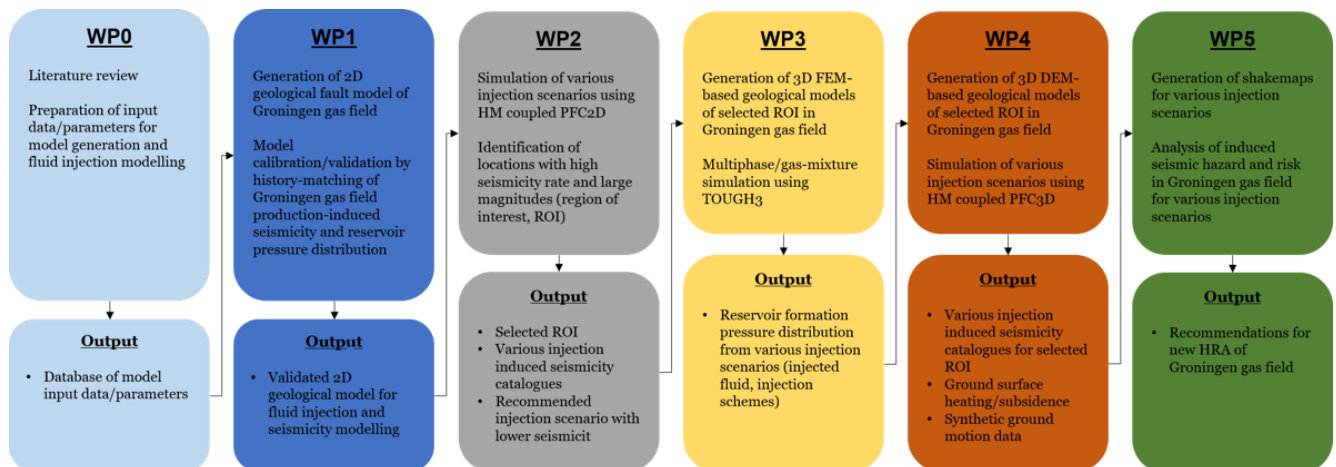 WP0
Literature review
Preparation of input
data/parameters for
model generation and
fluid injection modelling
Output
• Database of model
input data/parameters
WP1
Generation of 2D
geological fault model of
Groningen gas field
Model
calibration/validation by
history-matching of
Groningen gas field
production-induced
seismicity and reservoir
pressure distribution
Output
• Validated 2D
geological model for
fluid injection and
seismicity modelling
WP2
Simulation of various
injection scenarios using
HM coupled PFC2D
Identification of
locations with high
seismicity rate and large
magnitudes (region of
interest, ROI)
Output
• Selected ROI
• Various injection
induced seismicity
catalogues
• Recommended
injection scenario with
lower seismicit
WP3
Generation of 3D FEM-
based geological models
of selected ROI in
Groningen gas field
Multiphase/gas-mixture
simulation using
TOUGH3
Output
• Reservoir formation
pressure distribution
from various injection
scenarios (injected
fluid, injection
schemes)
WP4
Generation of 3D DEM-
based geological models
of selected ROI in
Groningen gas field
Simulation of various
injection scenarios using
HM coupled PFC3D
Output
• Various injection
induced seismicity
catalogues for selected
ROI
• Ground surface
heating/subsidence
• Synthetic ground
motion data
WP5
Generation of shakemaps
for various injection
scenarios
Analysis of induced
seismic hazard and risk
in Groningen gas field
for various injection
scenarios
Output
• Recommendations for
new HRA of
Groningen gas field